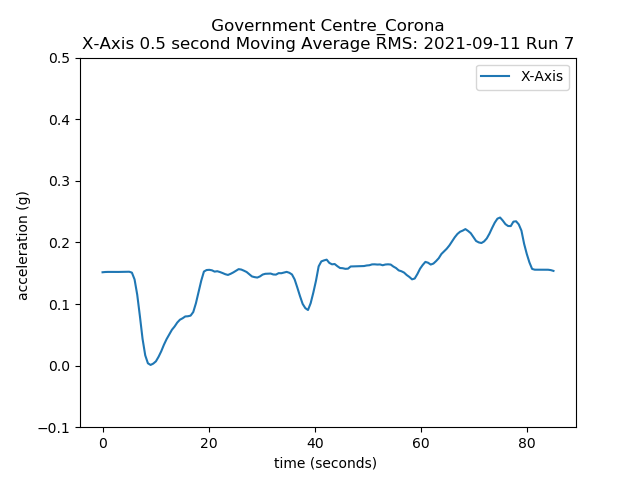 Government Centre_Corona
X-Axis 0.5 second Moving Average RMS: 2021-09-11 Run 7
X-Axis
acceleration (g)
0.5
0.4
0.3
0.2
0.1
0.0
−0.1
0 20 40 60 80
time (seconds)